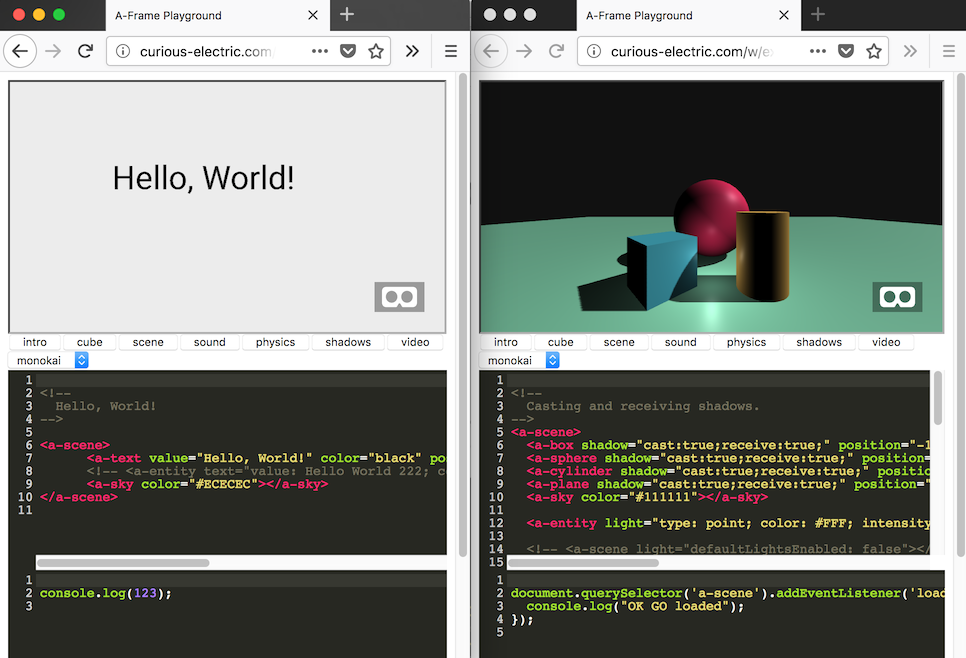 A-Frame Playground
curious-electric.com
Hello, World!
intro cube scene sound physics shadows video
monokai
1
2 <!--
3 Hello, World!
4 -->
5
6 <a-scene>
7 <a-text value="Hello, World!" color="black" po
8 <!-- <a-entity text="value: Hello World 222; c
9 <a-sky color="#ECECEC"></a-sky>
10 </a-scene>
11
1
2 console.log(123);
3
A-Frame Playground
curious-electric.com/w/e
intro cube scene sound physics shadows video
monokai
1
2 <!--
3 Casting and receiving shadows.
4 -->
5 <a-scene>
6 <a-box shadow="cast:true;receive:true;" position="-1
7 <a-sphere shadow="cast:true;receive:true;" position=
8 <a-cylinder shadow="cast:true;receive:true;" positio
9 <a-plane shadow="cast:true;receive:true;" position="
10 <a-sky color="#111111"></a-sky>
11
12 <a-entity light="type: point; color: #FFF; intensity
13
14 <!-- <a-scene light="defaultLightsEnabled: false"></
15
1
2 document.querySelector('a-scene').addEventListener('load
3 console.log("OK GO loaded");
4 });
5